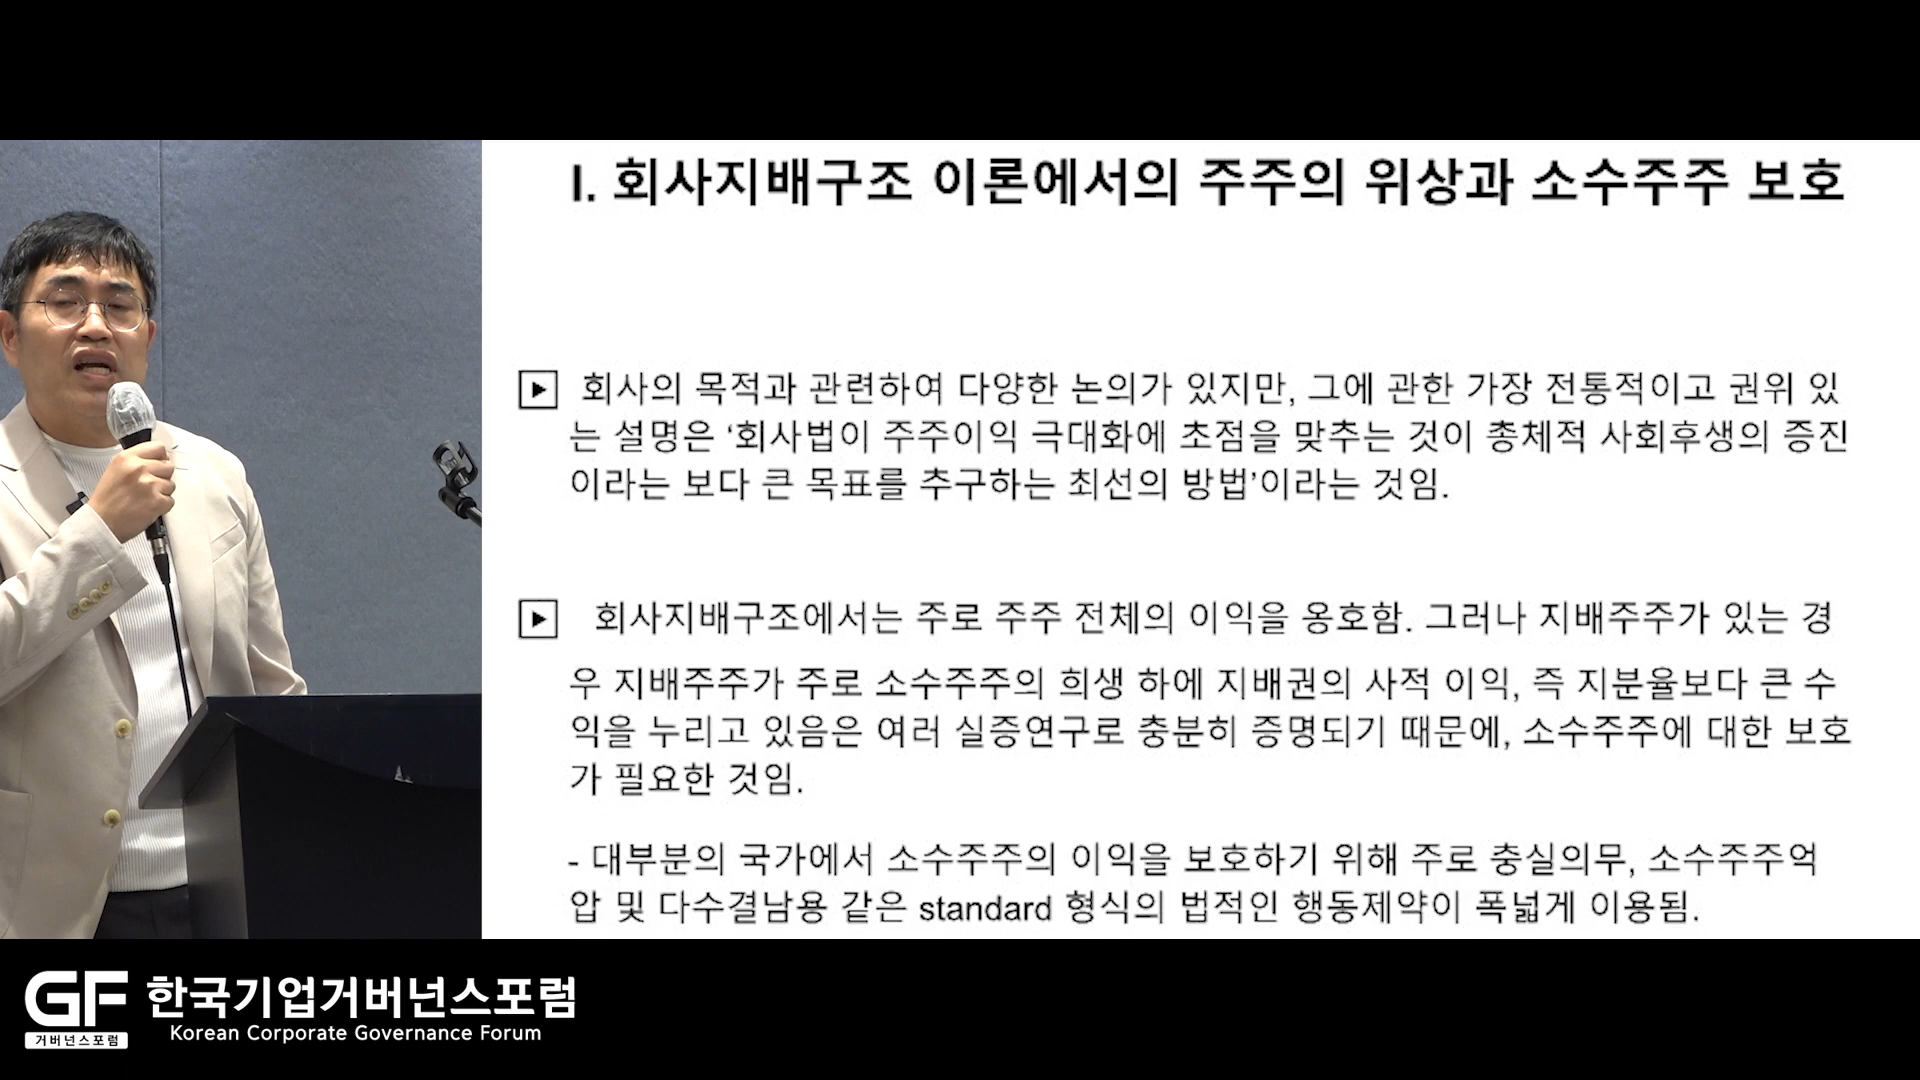 I. 회사지배구조 이론에서의 주주의 위상과 소수주주 보호
회사의 목적과 관련하여 다양한 논의가 있지만, 그에 관한 가장 전통적이고 권위 있
는 설명은 ‘회사법이 주주이익 극대화에 초점을 맞추는 것이 총체적 사회후생의 증진
이라는 보다 큰 목표를 추구하는 최선의 방법’이라는 것임.
회사지배구조에서는 주로 주주 전체의 이익을 옹호함. 그러나 지배주주가 있는 경
우 지배주주가 주로 소수주주의 희생 하에 지배권의 사적 이익, 즉 지분율보다 큰 수
익을 누리고 있음은 여러 실증연구로 충분히 증명되기 때문에, 소수주주에 대한 보호
가 필요한 것임.
- 대부분의 국가에서 소수주주의 이익을 보호하기 위해 주로 충실의무, 소수주주억
압 및 다수결남용 같은 standard 형식의 법적인 행동제약이 폭넓게 이용됨.
GF 한국기업거버넌스포럼
거버넌스포럼 Korean Corporate Governance Forum